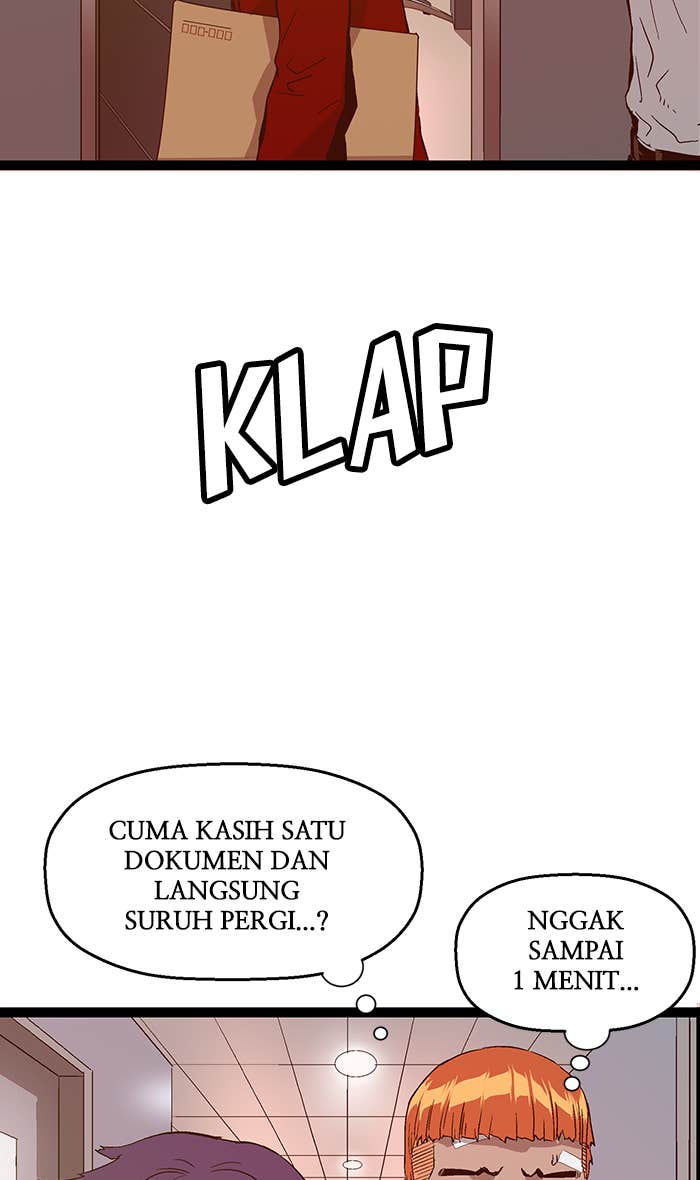 KLAP
CUMA KASIH SATU
DOKUMEN DAN
LANGSUNG
SURUH PERGI...?
NGGAK
SAMPAI
1 MENIT...